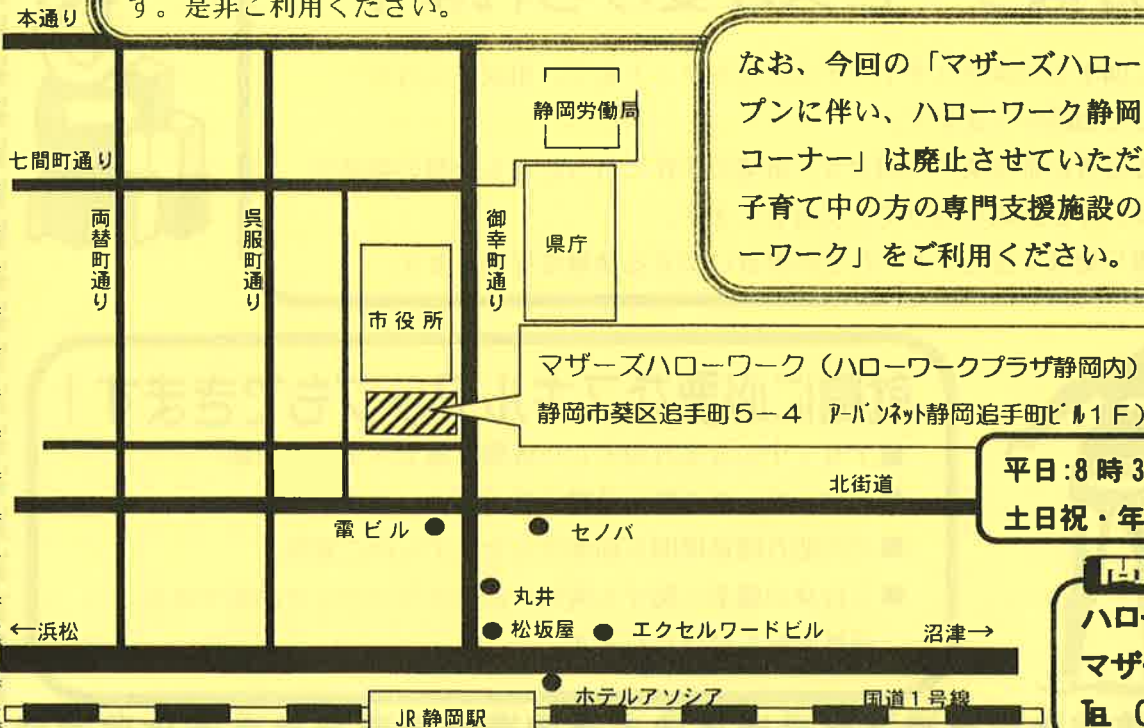 す。是非ご利用ください。
本通り
なお、今回の「マザーズハロー
プンに伴い、ハローワーク静岡
コーナー」は廃止させていただ
子育て中の方の専門支援施設の
ーワーク」をご利用ください。
静岡労働局
七間町通り
両替町通り
呉服町通り
御幸町通り
県庁
市役所
マザーズハローワーク（ハローワークプラザ静岡内）
静岡市葵区追手町５－４　ｱｰﾊﾞﾝﾈｯﾄ静岡追手町ﾋﾞﾙ１Ｆ）
北街道
平日:8時3
土日祝・年
電ビル
セノバ
丸井
←浜松
松坂屋
エクセルワードビル
沼津→
ハロー
マザー
ホテルアソシア
国道1号線
JR静岡駅
℡